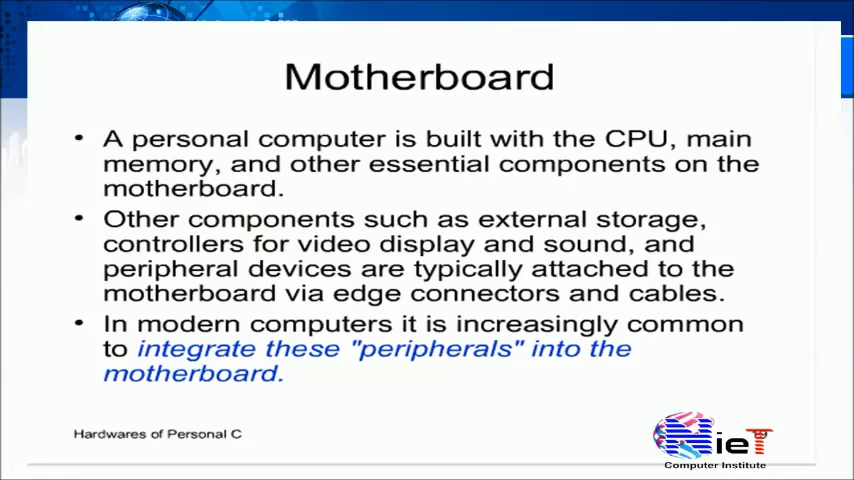 Motherboard
• A personal computer is built with the CPU, main
memory, and other essential components on the
motherboard.
• Other components such as external storage,
controllers for video display and sound, and
peripheral devices are typically attached to the
motherboard via edge connectors and cables.
• In modern computers it is increasingly common
to integrate these "peripherals" into the
motherboard.
Hardwares of Personal C
NieT
Computer Institute